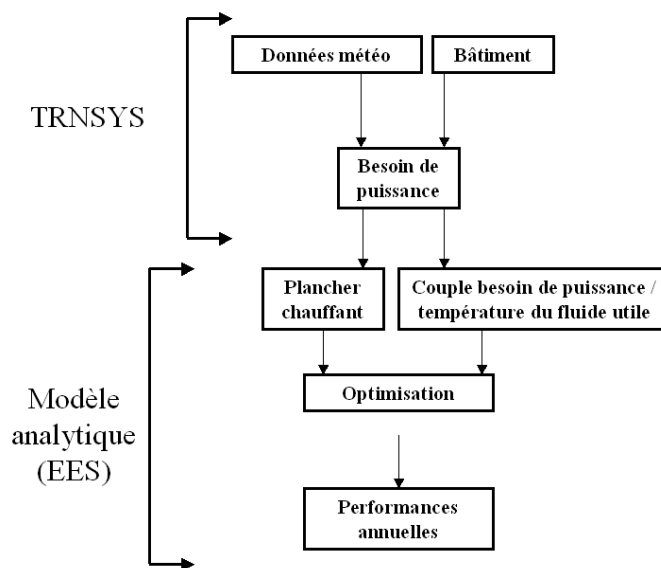 Données météo
Bâtiment
TRNSYS
Besoin de
puissance
Plancher
chauffant
Couple besoin de puissance /
température du fluide utile
Optimisation
Modèle
analytique
(EES)
Performances
annuelles